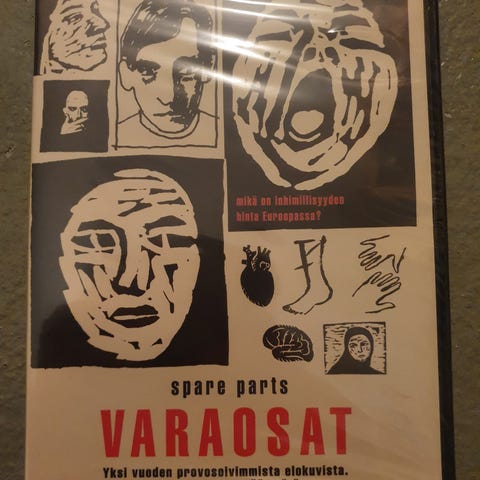 mikä on inhimillisyyden
hinta Euroopassa?
spare parts
VARAOSAT
Yksi vuoden provosoivimmista elokuvista.